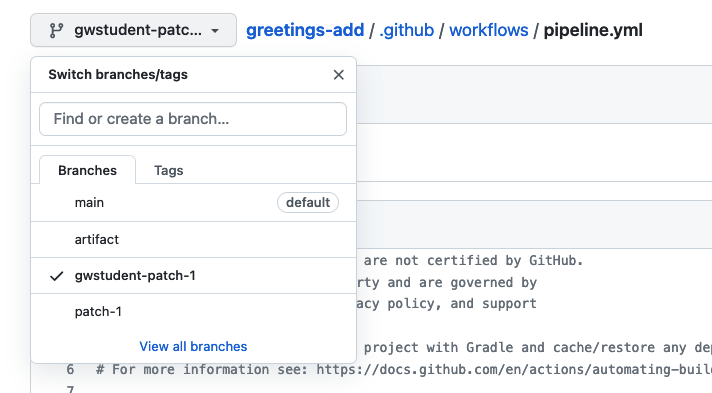 gwstudent-patc... greetings-add / .github / workflows / pipeline.yml
Switch branches/tags
Find or create a branch...
Branches Tags
main default
artifact
gwstudent-patch-1
patch-1
View all branches
are not certified by GitHub.
rty and are governed by
acy policy, and support
project with Gradle and cache/restore any dep
6 # For more information see: https://docs.github.com/en/actions/automating-buil
7